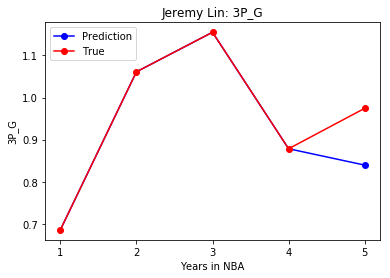 Jeremy Lin: 3P_G
Prediction
True
3P_G
1.1
1.0
0.9
0.8
0.7
1 2 3 4 5
Years in NBA